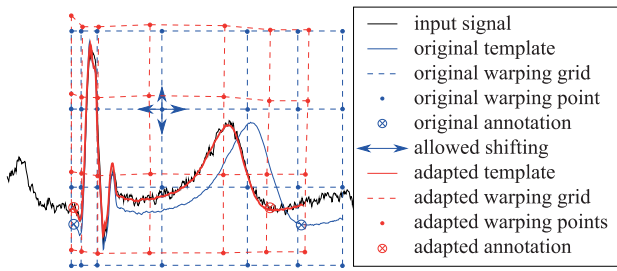 input signal
original template
original warping grid
original warping point
original annotation
allowed shifting
adapted template
adapted warping grid
adapted warping points
adapted annotation